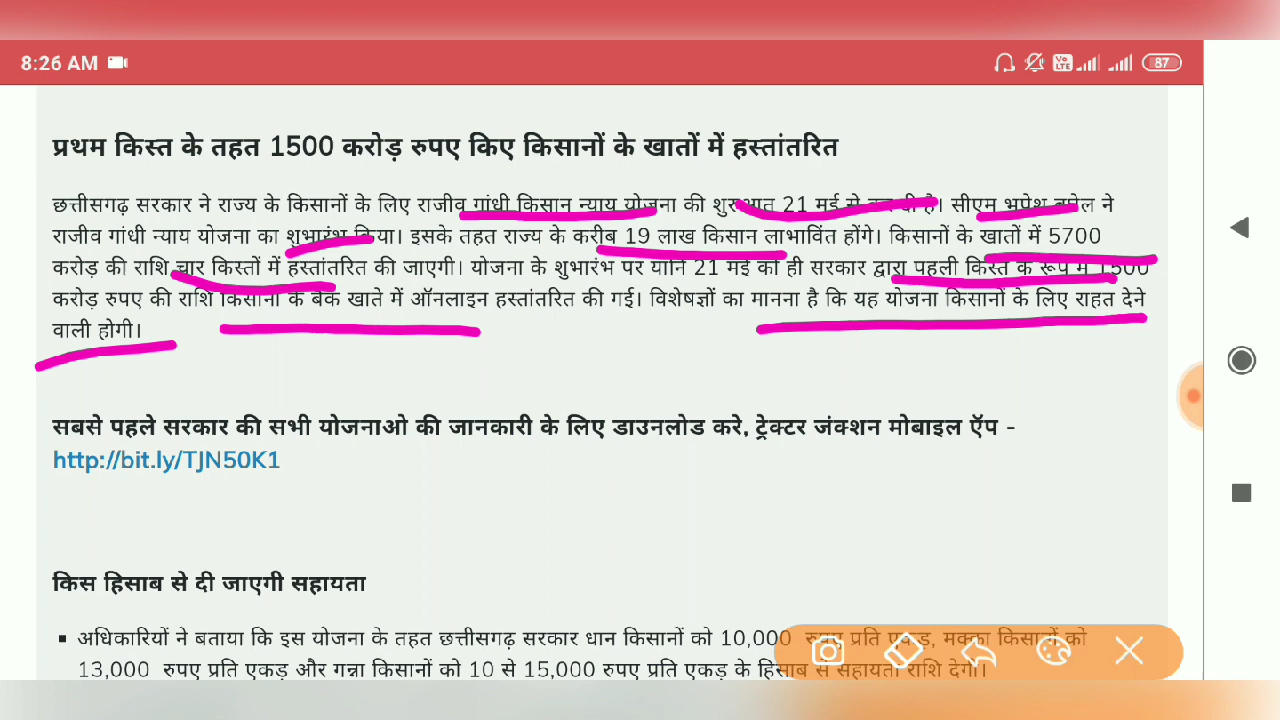 8:26 AM
Vo LTE
87
प्रथम किस्त के तहत 1500 करोड़ रुपए किए किसानों के खातों में हस्तांतरित
छत्तीसगढ़ सरकार ने राज्य के किसानों के लिए राजीव गांधी किसान न्याय योजना की शुरुआत 21 मई से कर दी है। सीएम भूपेश बघेल ने
राजीव गांधी न्याय योजना का शुभारंभ किया। इसके तहत राज्य के करीब 19 लाख किसान लाभावित होंगे। किसानों के खातों में 5700
करोड़ की राशि चार किस्तों में हस्तांतरित की जाएगी। योजना के शुभारंभ पर यानि 21 मई को ही सरकार द्वारा पहली किस्त के रूप में 1500
करोड़ रुपए की राशि किसानों के बैंक खाते में ऑनलाइन हस्तांतरित की गई। विशेषज्ञों का मानना है कि यह योजना किसानों के लिए राहत देने
वाली होगी।
सबसे पहले सरकार की सभी योजनाओ की जानकारी के लिए डाउनलोड करे, ट्रेक्टर जंक्शन मोबाइल ऍप -
http://bit.ly/TJN50K1
किस हिसाब से दी जाएगी सहायता
▪ अधिकारियों ने बताया कि इस योजना के तहत छत्तीसगढ़ सरकार धान किसानों को 10,000 रुपए प्रति एकड़, मक्का किसानों को
13,000 रुपए प्रति एकड़ और गन्ना किसानों को 10 से 15,000 रुपए प्रति एकड़ के हिसाब से सहायता राशि देगी।